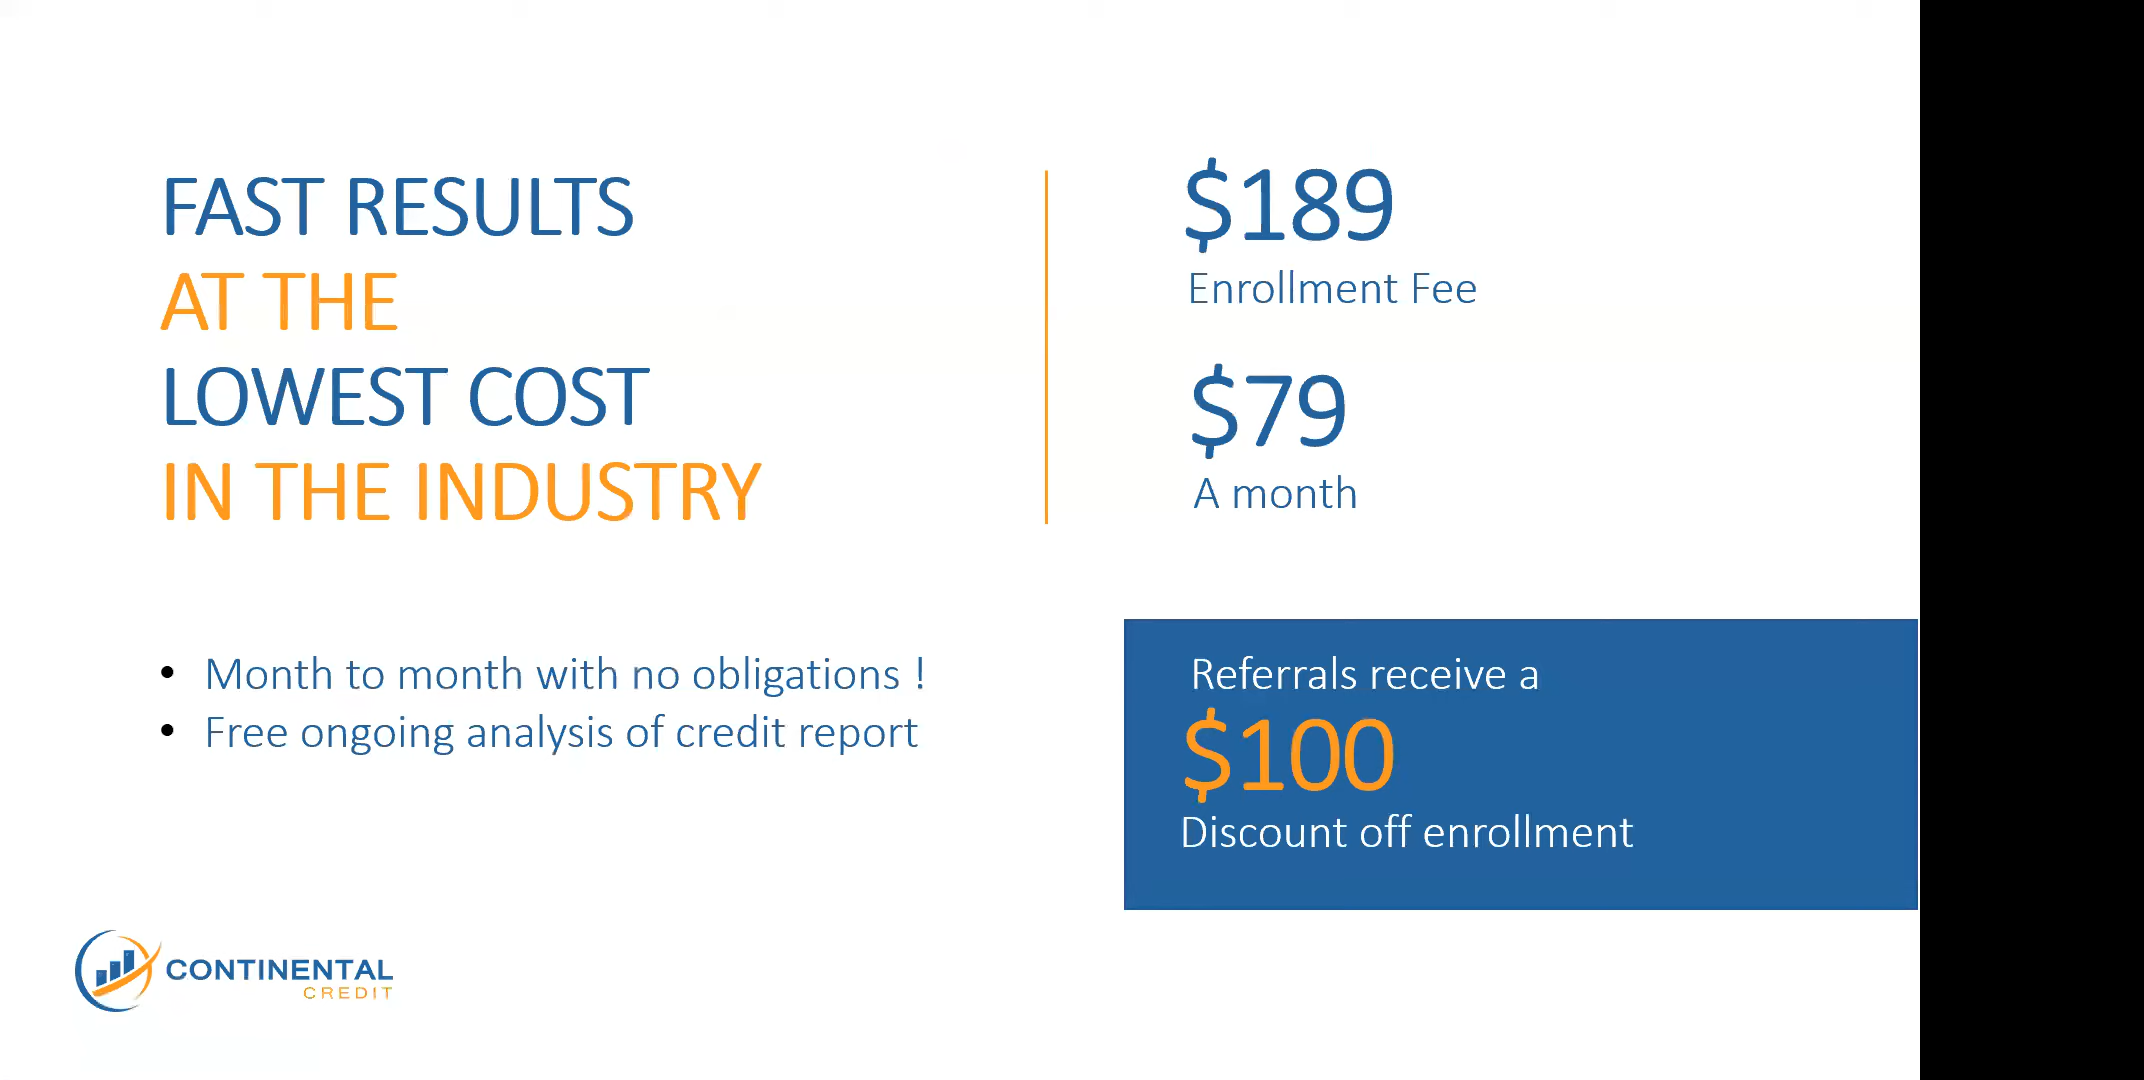 FAST RESULTS
AT THE
LOWEST COST
IN THE INDUSTRY
• Month to month with no obligations !
• Free ongoing analysis of credit report
$189
Enrollment Fee
$79
A month
Referrals receive a
$100
Discount off enrollment
CONTINENTAL
CREDIT